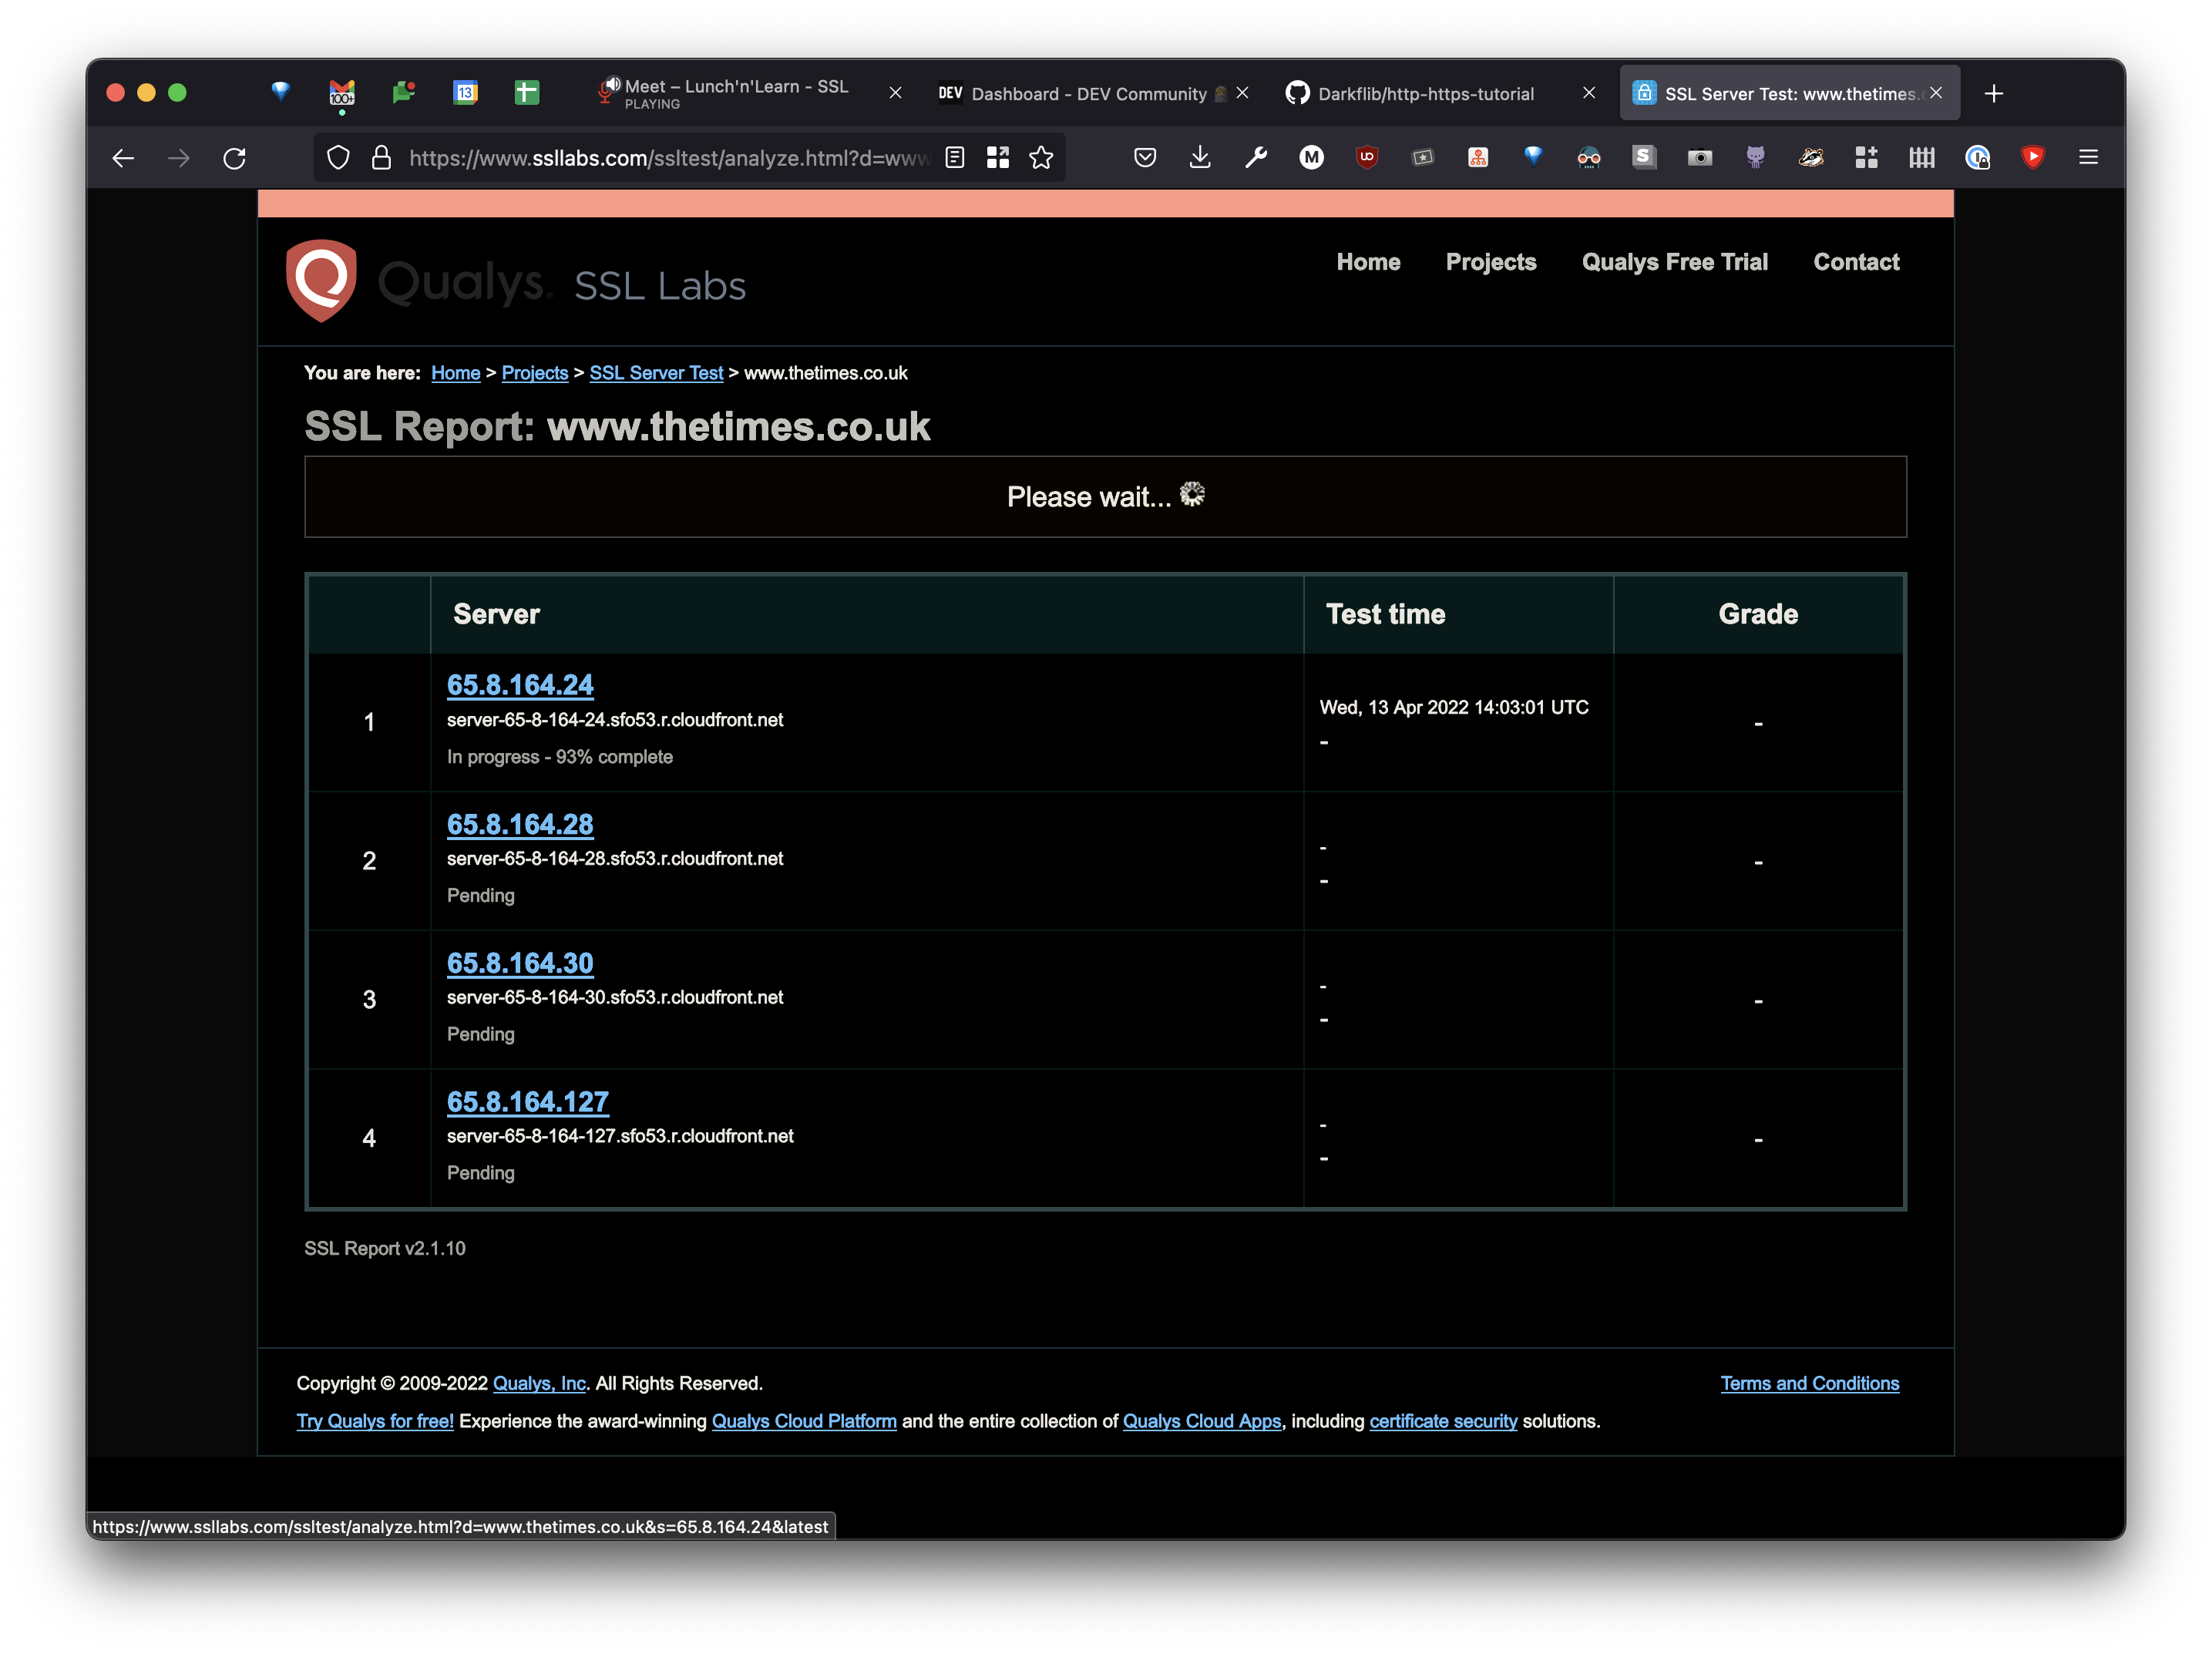 100+
13
Meet – Lunch'n'Learn - SSL
PLAYING
DEV
Dashboard - DEV Community
Darkflib/http-https-tutorial
SSL Server Test: www.thetimes.c
https://www.ssllabs.com/ssltest/analyze.html?d=www
M
S
Qualys. SSL Labs
Home
Projects
Qualys Free Trial
Contact
You are here: Home > Projects > SSL Server Test > www.thetimes.co.uk
SSL Report: www.thetimes.co.uk
Please wait...
Server
Test time
Grade
1
65.8.164.24
server-65-8-164-24.sfo53.r.cloudfront.net
In progress - 93% complete
Wed, 13 Apr 2022 14:03:01 UTC
-
-
2
65.8.164.28
server-65-8-164-28.sfo53.r.cloudfront.net
Pending
-
-
-
3
65.8.164.30
server-65-8-164-30.sfo53.r.cloudfront.net
Pending
-
-
-
4
65.8.164.127
server-65-8-164-127.sfo53.r.cloudfront.net
Pending
-
-
-
SSL Report v2.1.10
Copyright © 2009-2022 Qualys, Inc. All Rights Reserved.
Terms and Conditions
Try Qualys for free! Experience the award-winning Qualys Cloud Platform and the entire collection of Qualys Cloud Apps, including certificate security solutions.
https://www.ssllabs.com/ssltest/analyze.html?d=www.thetimes.co.uk&s=65.8.164.24&latest